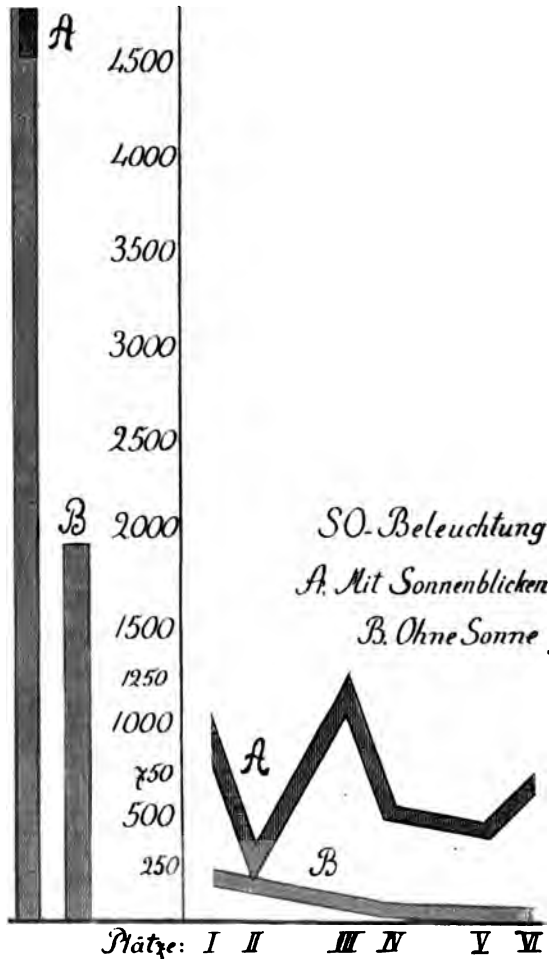 A
4500
4000
3500
3000
2500
B
2000
SO-Beleuchtung
A. Mit Sonnenblicken
1500
B. Ohne Sonne
1250
1000
A
750
500
250
B
Plätze: I II III IV V VI